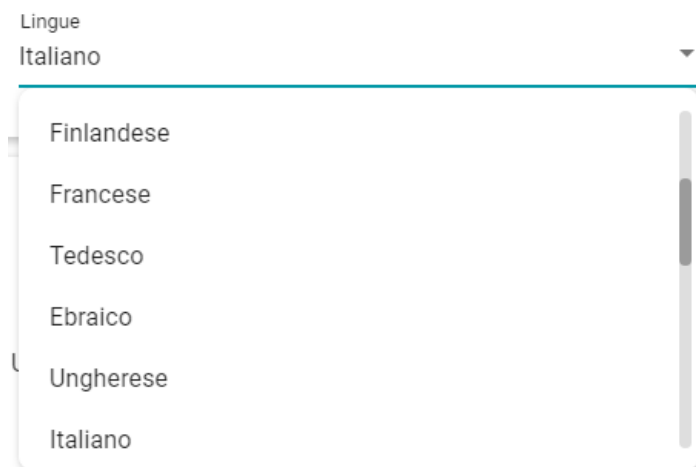 Lingue
Italiano
Finlandese
Francese
Tedesco
Ebraico
Ungherese
Italiano